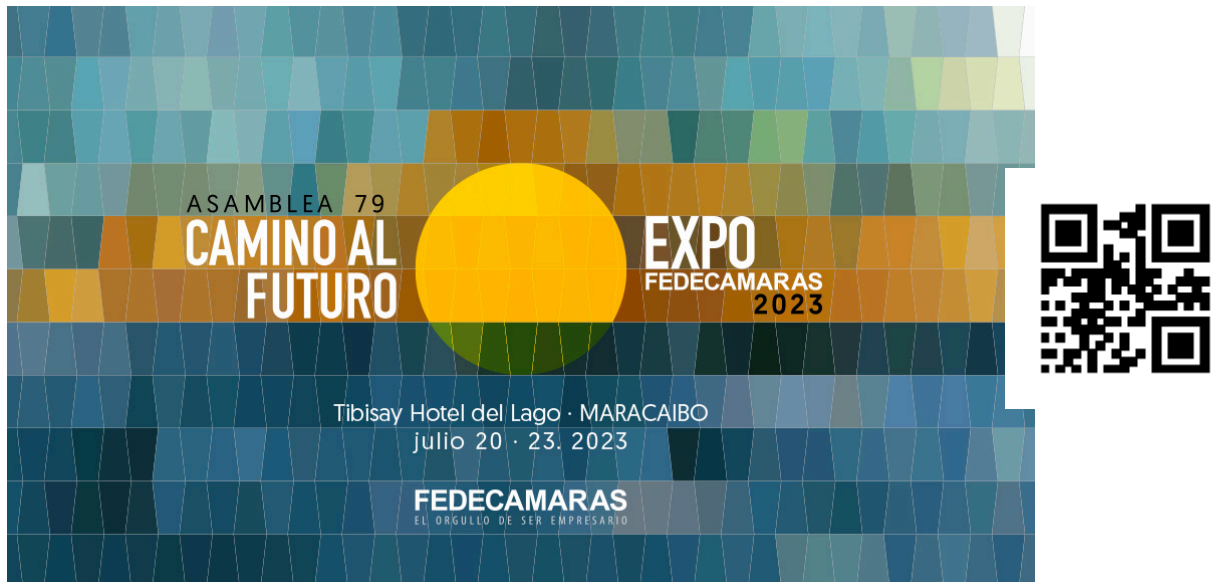 ASAMBLEA 79
CAMINO AL
FUTURO
EXPO
FEDECAMARAS
2023
Tibisay Hotel del Lago · MARACAIBO
julio 20 · 23. 2023
FEDECAMARAS
EL ORGULLO DE SER EMPRESARIO